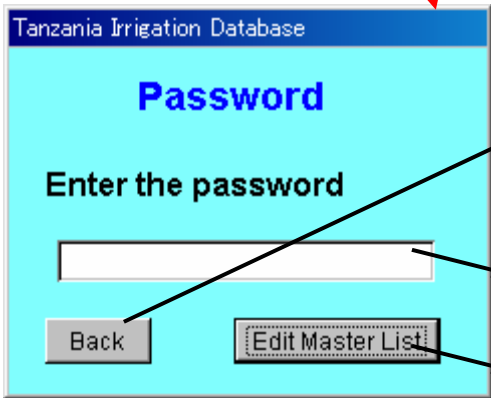 Tanzania Irrigation Database
Password
Enter the password
Back
Edit Master List